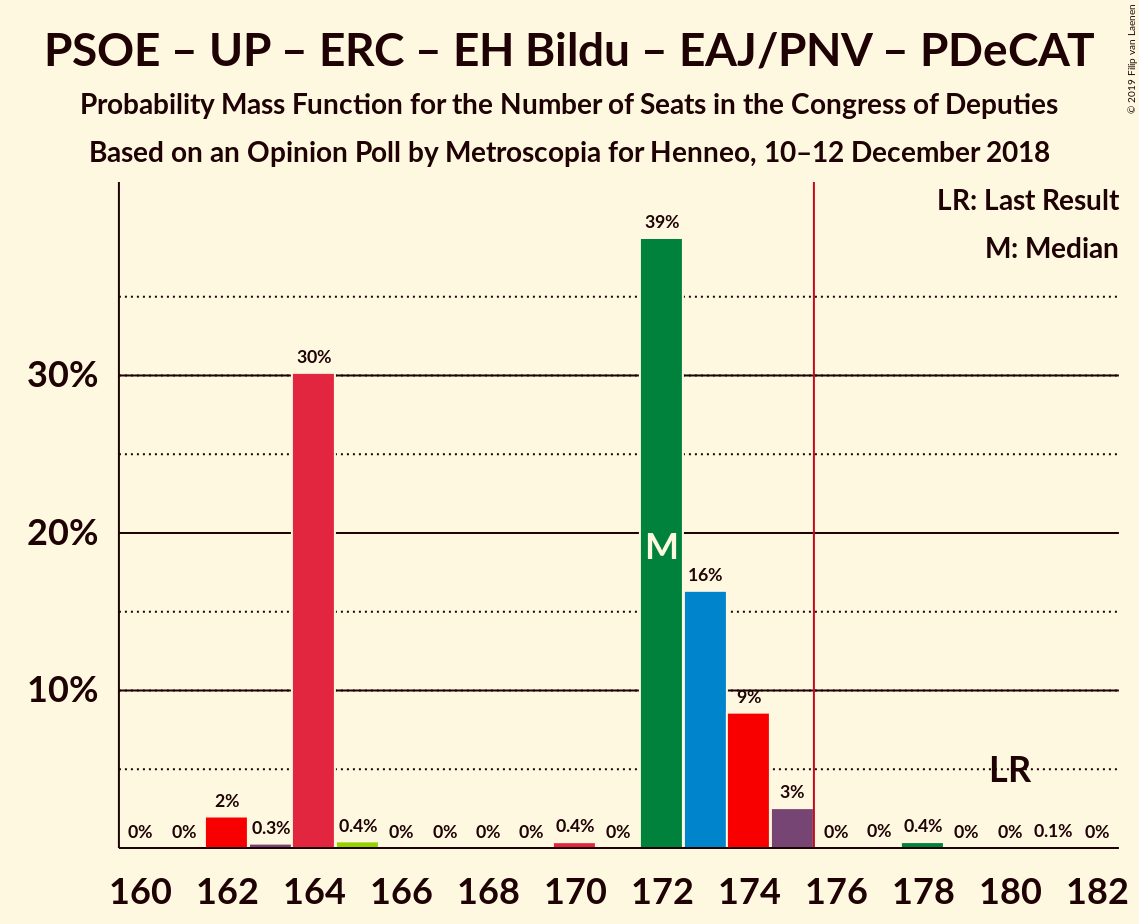 PSOE – UP – ERC – EH Bildu – EAJ/PNV – PDeCAT
Probability Mass Function for the Number of Seats in the Congress of Deputies
Based on an Opinion Poll by Metroscopia for Henneo, 10–12 December 2018
© 2019 Filip van Laenen
LR: Last Result
M: Median
39%
30%
30%
20%
M
16%
10%
9%
LR
0% 0% 2% 0.3% 0.4% 0% 0% 0% 0% 0.4% 0% 3% 0% 0% 0.4% 0% 0% 0.1% 0%
160 162 164 166 168 170 172 174 176 178 180 182